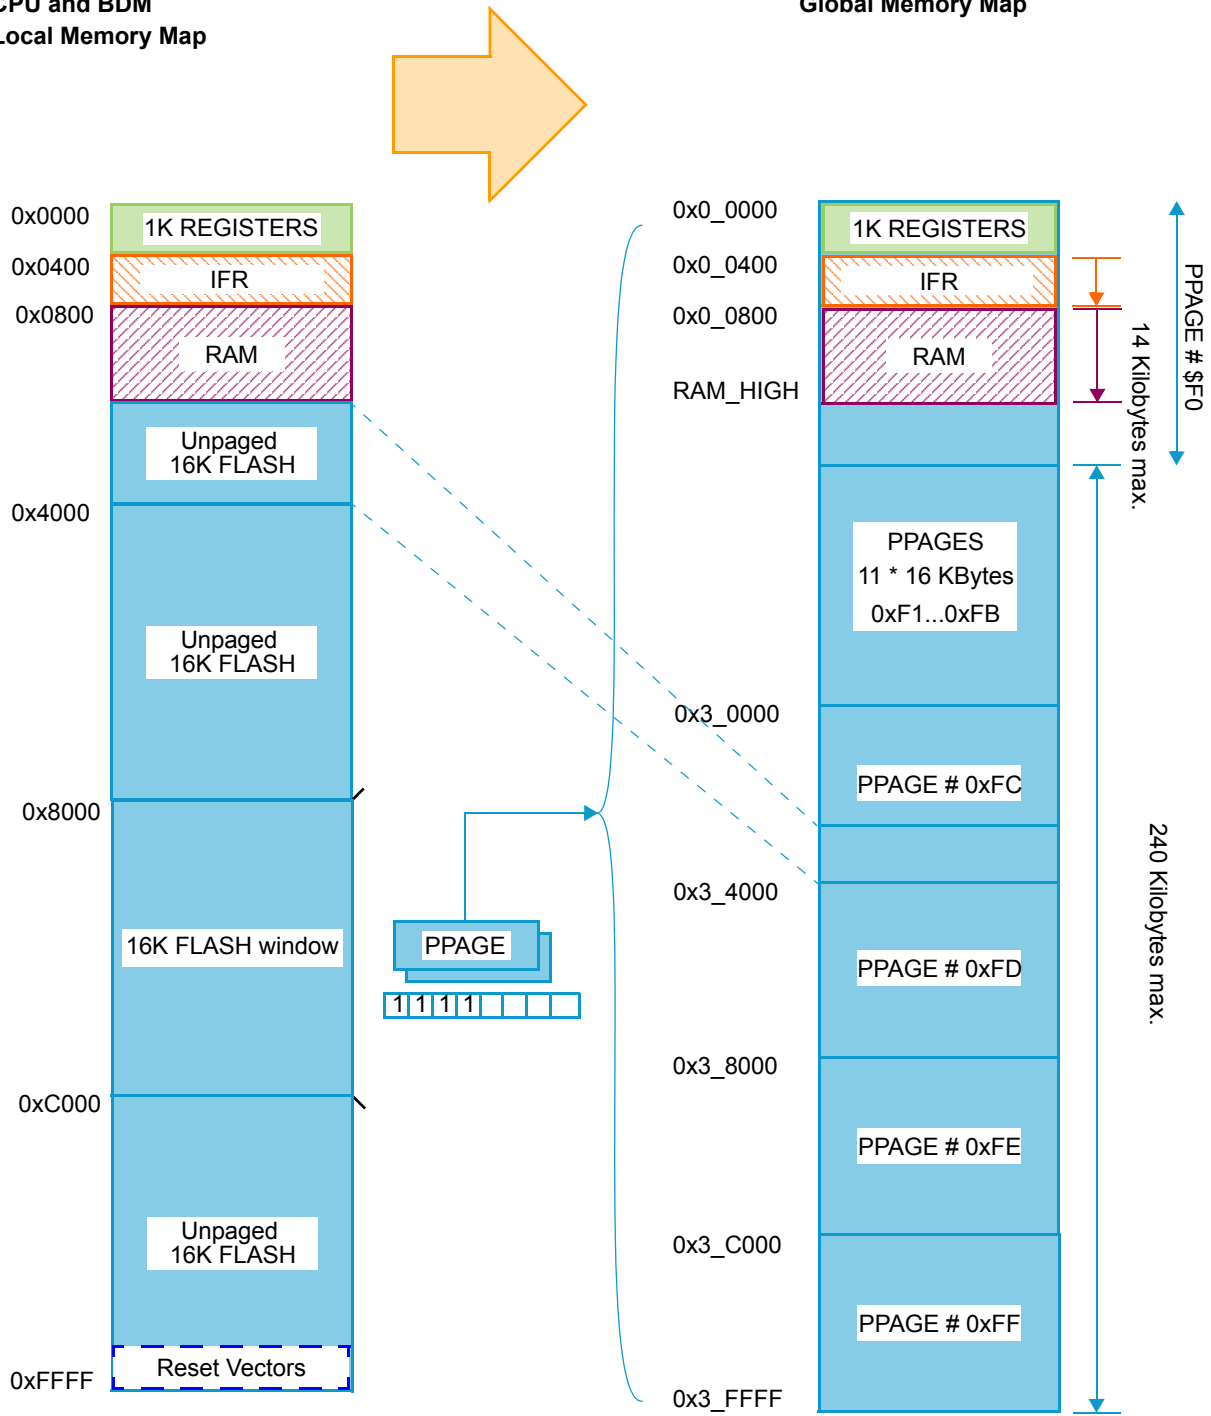 CPU and BDM
Local Memory Map
Global Memory Map
0x0000
1K REGISTERS
0x0400
IFR
0x0800
RAM
Unpaged
16K FLASH
0x4000
Unpaged
16K FLASH
0x8000
16K FLASH window
0xC000
Unpaged
16K FLASH
Reset Vectors
0xFFFF
PPAGE
1 1 1 1
0x0_0000
1K REGISTERS
0x0_0400
IFR
0x0_0800
RAM
RAM_HIGH
PPAGES
11 * 16 KBytes
0xF1...0xFB
0x3_0000
PPAGE # 0xFC
0x3_4000
PPAGE # 0xFD
0x3_8000
PPAGE # 0xFE
0x3_C000
PPAGE # 0xFF
0x3_FFFF
14 Kilobytes max.
PPAGE # $F0
240 Kilobytes max.